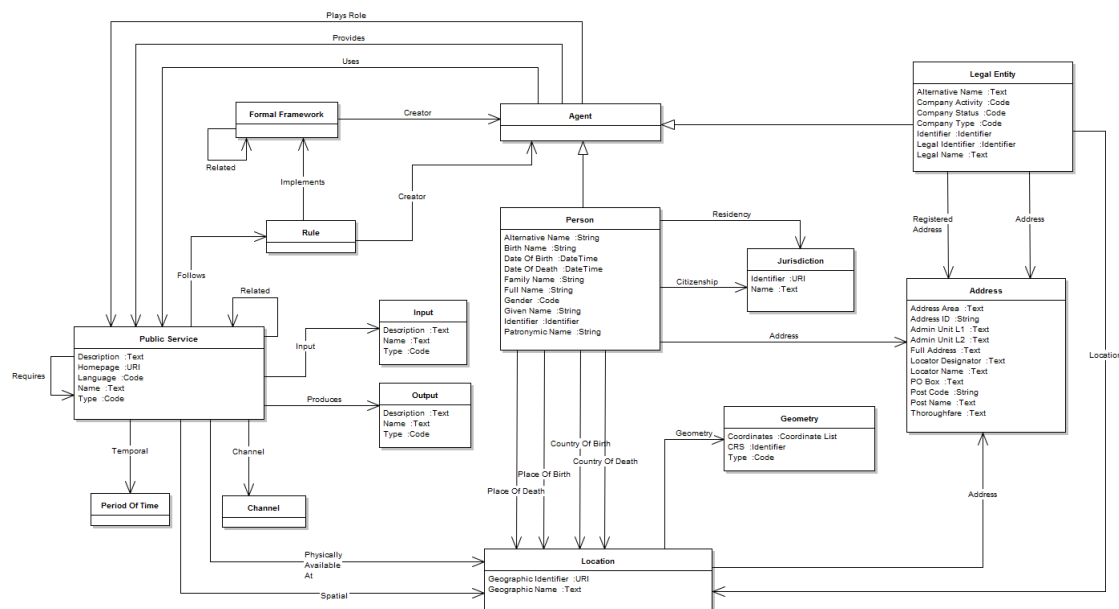 Plays Role
Provides
Uses
Legal Entity
Alternative Name :Text
Company Activity :Code
Company Status :Code
Company Type :Code
Identifier :Identifier
Legal Identifier :Identifier
Legal Name :Text
Formal Framework
Creator
Agent
Related
Implements
Creator
Rule
Follows
Person
Alternative Name :String
Birth Name :String
Date Of Birth :DateTime
Date Of Death :DateTime
Family Name :String
Full Name :String
Gender :Code
Given Name :String
Identifier :Identifier
Patronymic Name :String
Residency
Citizenship
Jurisdiction
Identifier :URI
Name :Text
Registered
Address
Address
Address
Address Area :Text
Address ID :String
Admin Unit L1 :Text
Admin Unit L2 :Text
Full Address :Text
Locator Designator :Text
Locator Name :Text
PO Box :Text
Post Code :String
Post Name :Text
Thoroughfare :Text
Address
Location
Related
Public Service
Description :Text
Homepage :URI
Language :Code
Name :Text
Type :Code
Requires
Input
Input
Description :Text
Name :Text
Type :Code
Produces
Output
Description :Text
Name :Text
Type :Code
Temporal
Channel
Period Of Time
Channel
Country Of Birth
Country Of Death
Place Of Birth
Place Of Death
Geometry
Geometry
Coordinates :Coordinate List
CRS :Identifier
Type :Code
Address
Physically
Available
At
Spatial
Location
Geographic Identifier :URI
Geographic Name :Text